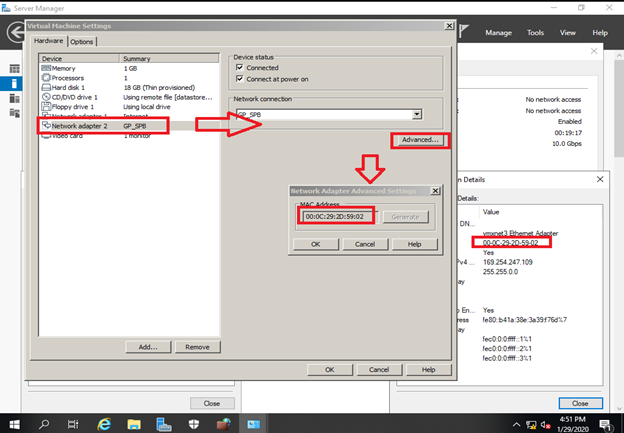 Server Manager
Manage Tools View Help
Virtual Machine Settings
Hardware Options
Device Summary
Memory 1 GB
Processors 1
Hard disk 1 18 GB (Thin provisioned)
CD/DVD drive 1 Using remote file [datastore...
Floppy drive 1 Using local drive
Network adapter 1 Internet
Network adapter 2 GP_SPB
Video card 1 monitor
Add... Remove
Device status
Connected
Connect at power on
Network connection
GP_SPB
Advanced...
Network Adapter Advanced Settings
MAC Address
00:0C:29:2D:59:02 Generate
OK Cancel Help
OK Cancel Help
No network access
No network access
Enabled
00:19:17
10.0 Gbps
on Details
Details:
Value
DN...
vmxnet3 Ethernet Adapter
00-0C-29-2D-59-02
Yes
Pv4 ... 169.254.247.109
255.255.0.0
ay
o En... Yes
ress fe80::b41a:38e:3a39:f76d%7
ay
fec0:0:0:ffff::1%1
fec0:0:0:ffff::2%1
fec0:0:0:ffff::3%1
Close
Close
4:51 PM
1/29/2020
1